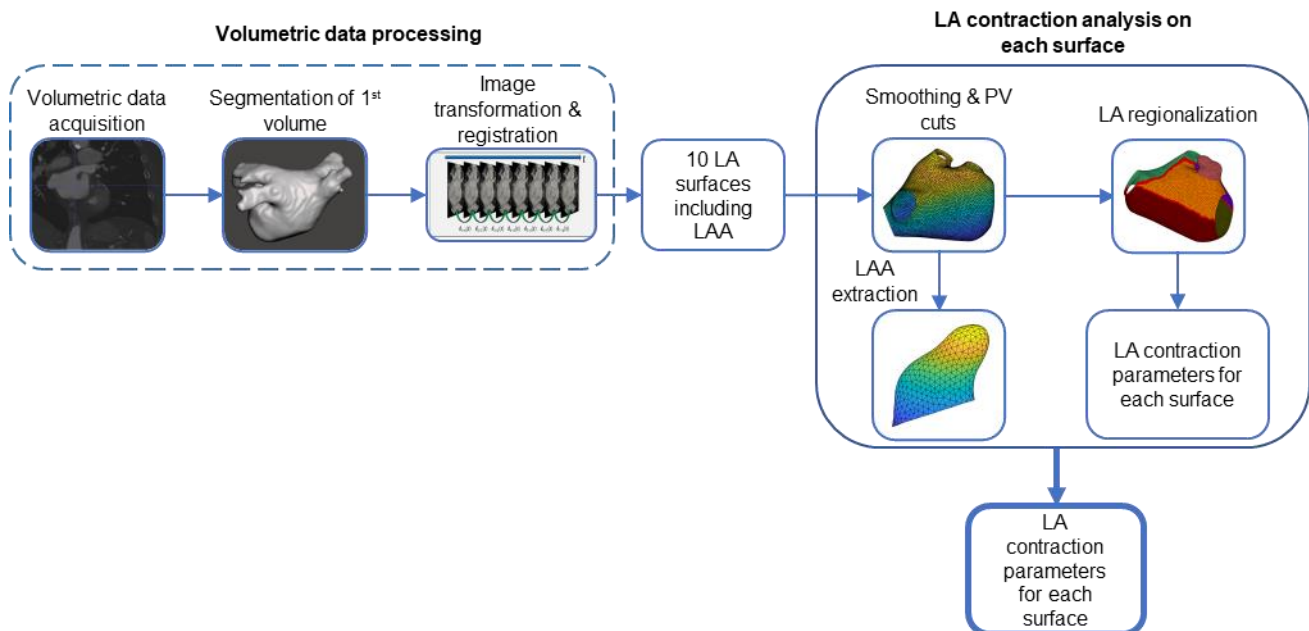 Volumetric data processing
LA contraction analysis on
each surface
Volumetric data
acquisition
Segmentation of 1st
volume
Image
transformation &
registration
t
10 LA
surfaces
including
LAA
Smoothing & PV
cuts
LA regionalization
LAA
extraction
LA contraction
parameters for
each surface
LA
contraction
parameters
for each
surface